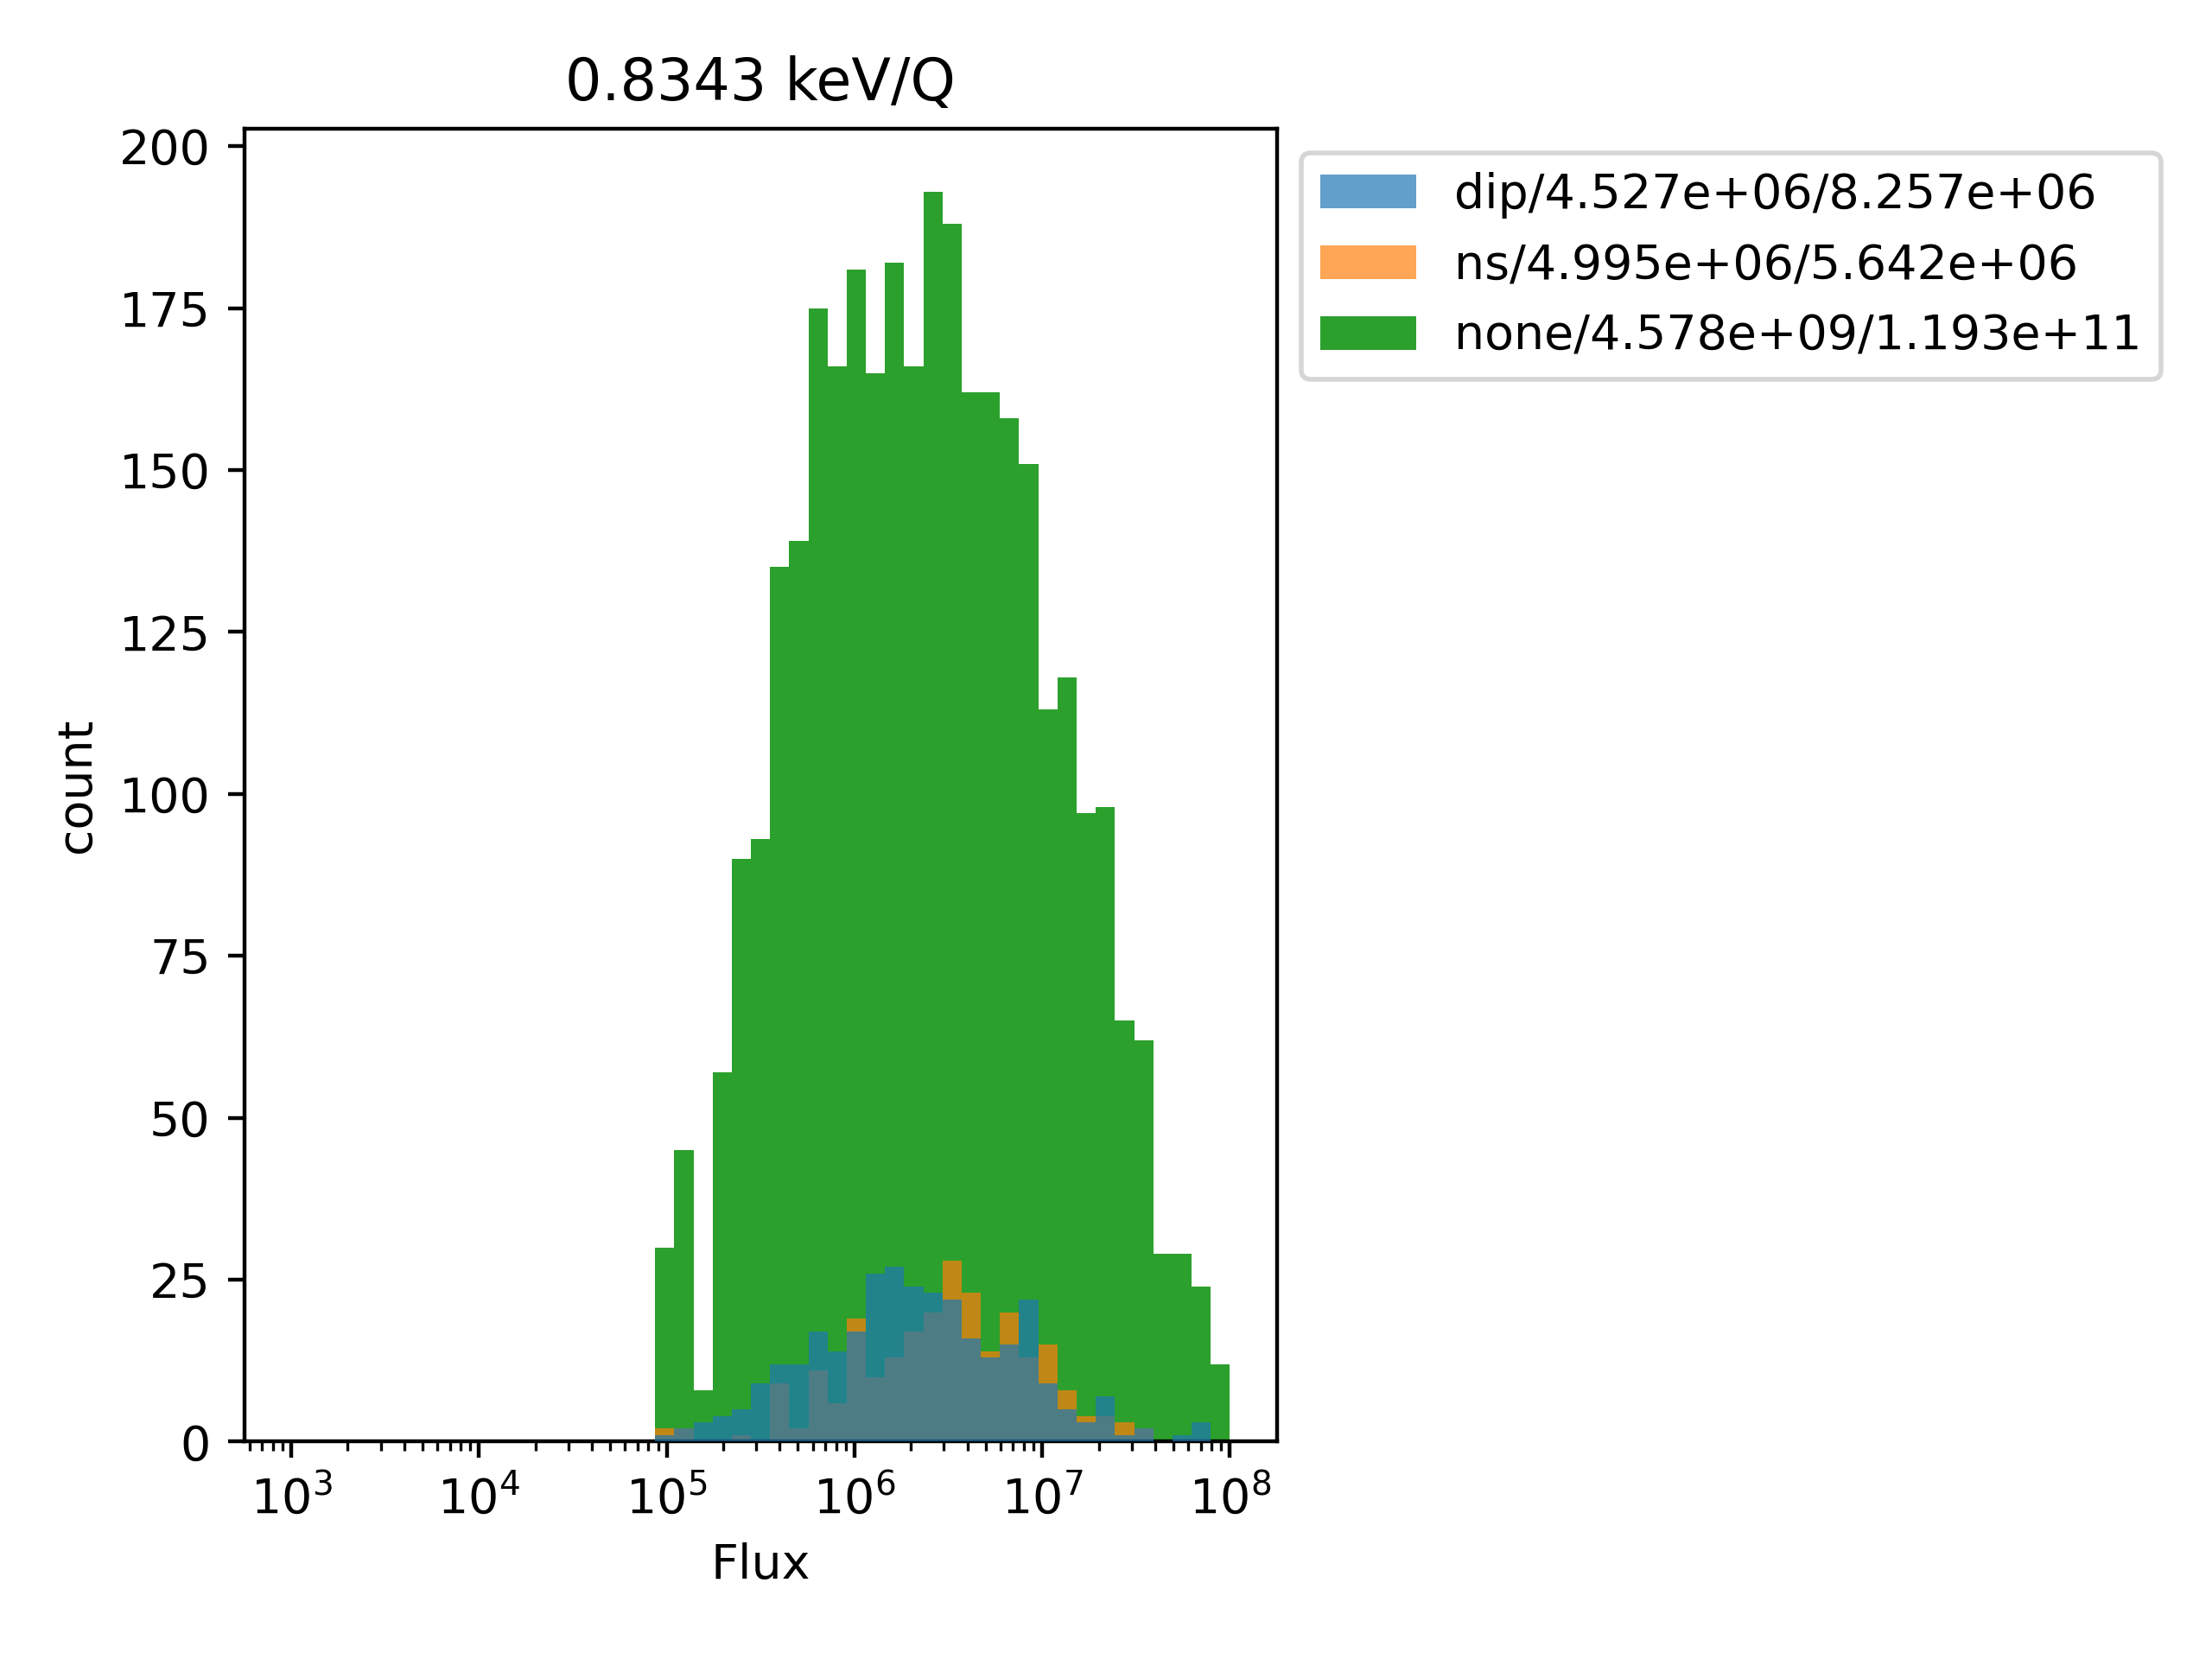 0.8343 keV/Q
dip/4.527e+06/8.257e+06
ns/4.995e+06/5.642e+06
none/4.578e+09/1.193e+11
200
175
150
125
100
75
50
25
0
count
10³ 10⁴ 10⁵ 10⁶ 10⁷ 10⁸
Flux